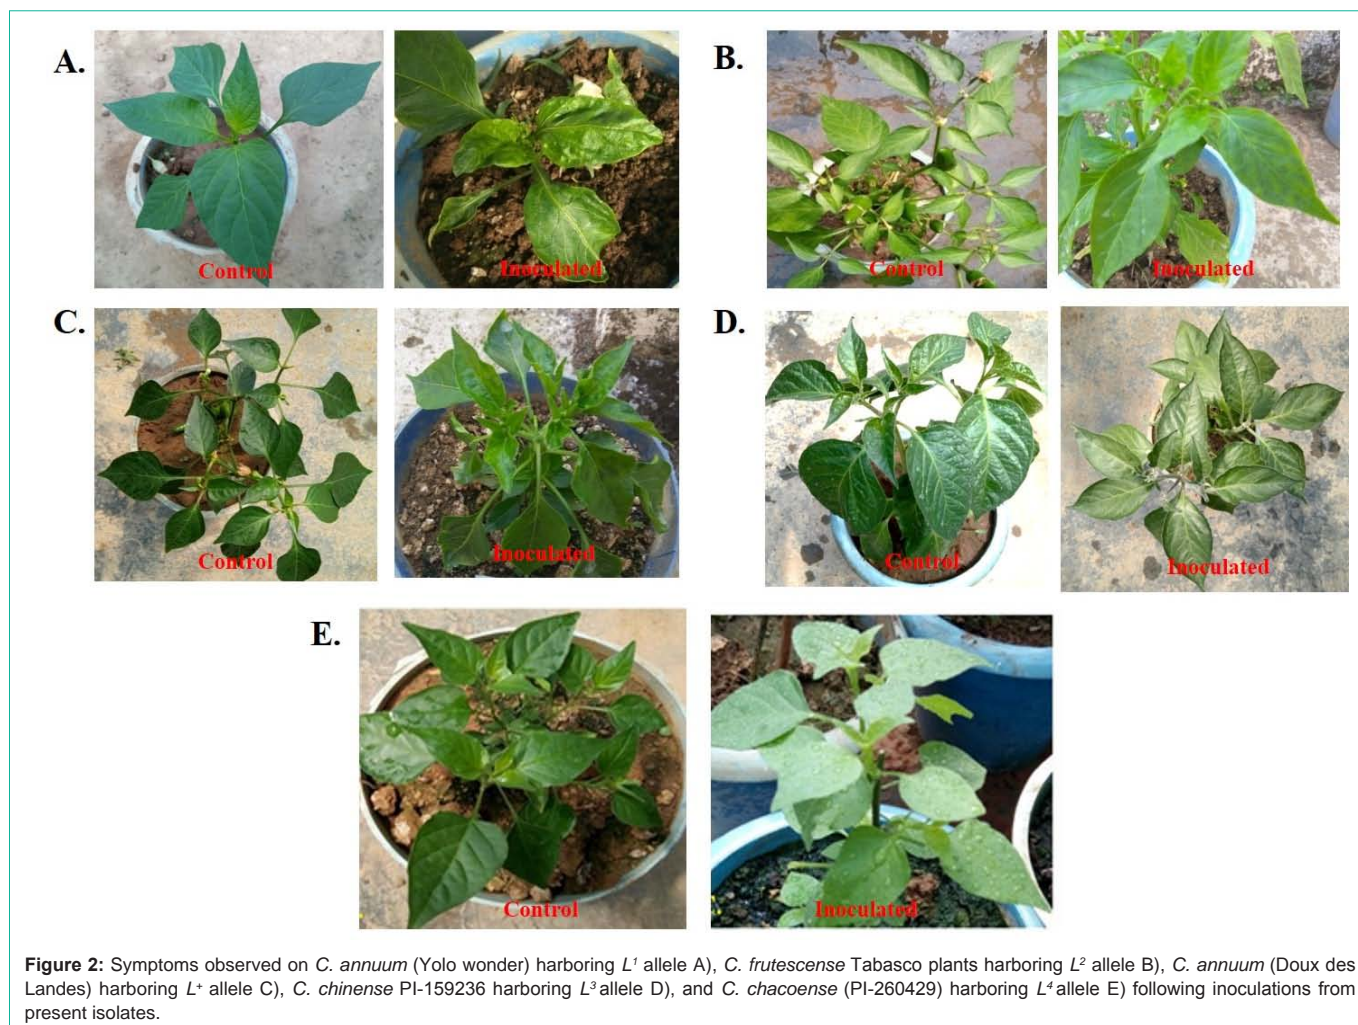 A.
Control
Inoculated
B.
Control
Inoculated
C.
Control
Inoculated
D.
Control
Inoculated
E.
Control
Inoculated
Figure 2: Symptoms observed on C. annuum (Yolo wonder) harboring L¹ allele A), C. frutescense Tabasco plants harboring L² allele B), C. annuum (Doux des
Landes) harboring L⁺ allele C), C. chinense PI-159236 harboring L³ allele D), and C. chacoense (PI-260429) harboring L⁴ allele E) following inoculations from
present isolates.